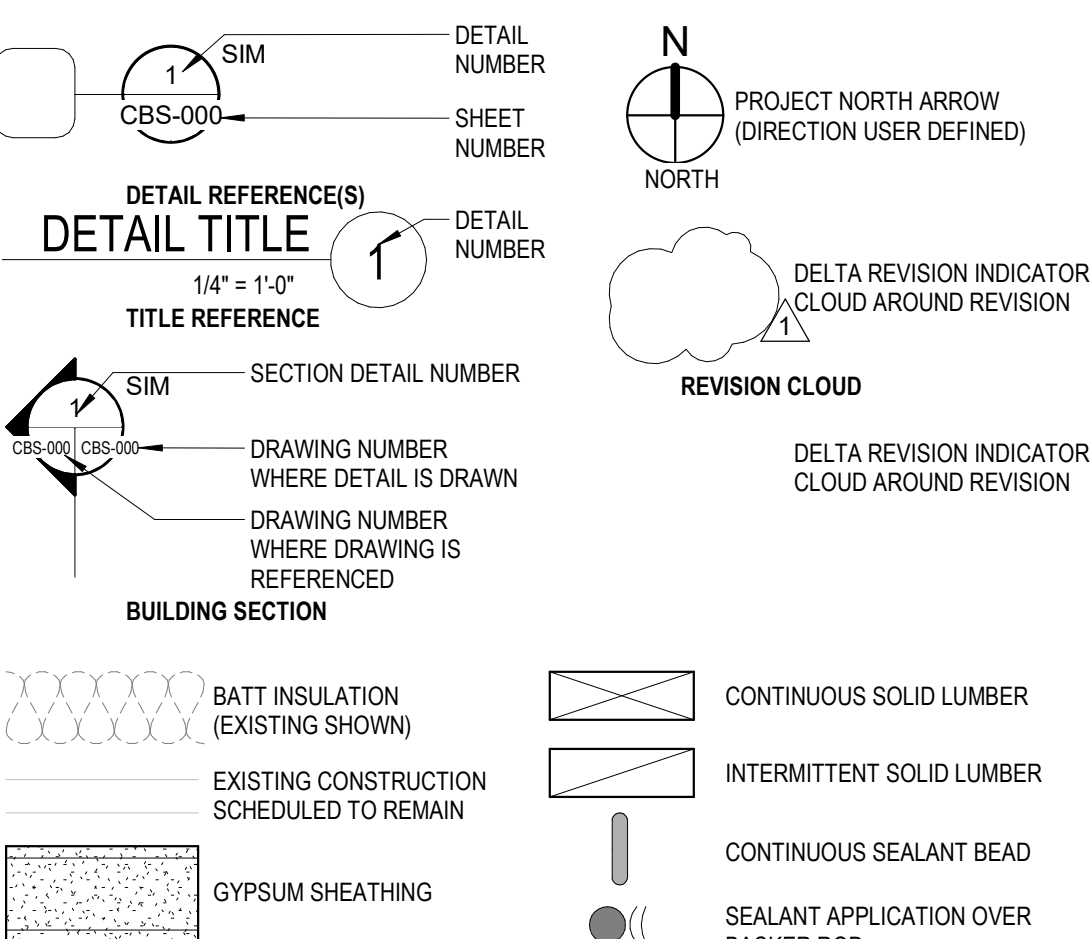 SIM
1
CBS-000
DETAIL
NUMBER
SHEET
NUMBER
DETAIL REFERENCE(S)
DETAIL TITLE
1
1/4" = 1'-0"
DETAIL
NUMBER
TITLE REFERENCE
SIM
1
CBS-000 CBS-000
SECTION DETAIL NUMBER
DRAWING NUMBER
WHERE DETAIL IS DRAWN
DRAWING NUMBER
WHERE DRAWING IS
REFERENCED
BUILDING SECTION
N
NORTH
PROJECT NORTH ARROW
(DIRECTION USER DEFINED)
DELTA REVISION INDICATOR
CLOUD AROUND REVISION
1
REVISION CLOUD
DELTA REVISION INDICATOR
CLOUD AROUND REVISION
BATT INSULATION
(EXISTING SHOWN)
EXISTING CONSTRUCTION
SCHEDULED TO REMAIN
GYPSUM SHEATHING
CONTINUOUS SOLID LUMBER
INTERMITTENT SOLID LUMBER
CONTINUOUS SEALANT BEAD
SEALANT APPLICATION OVER